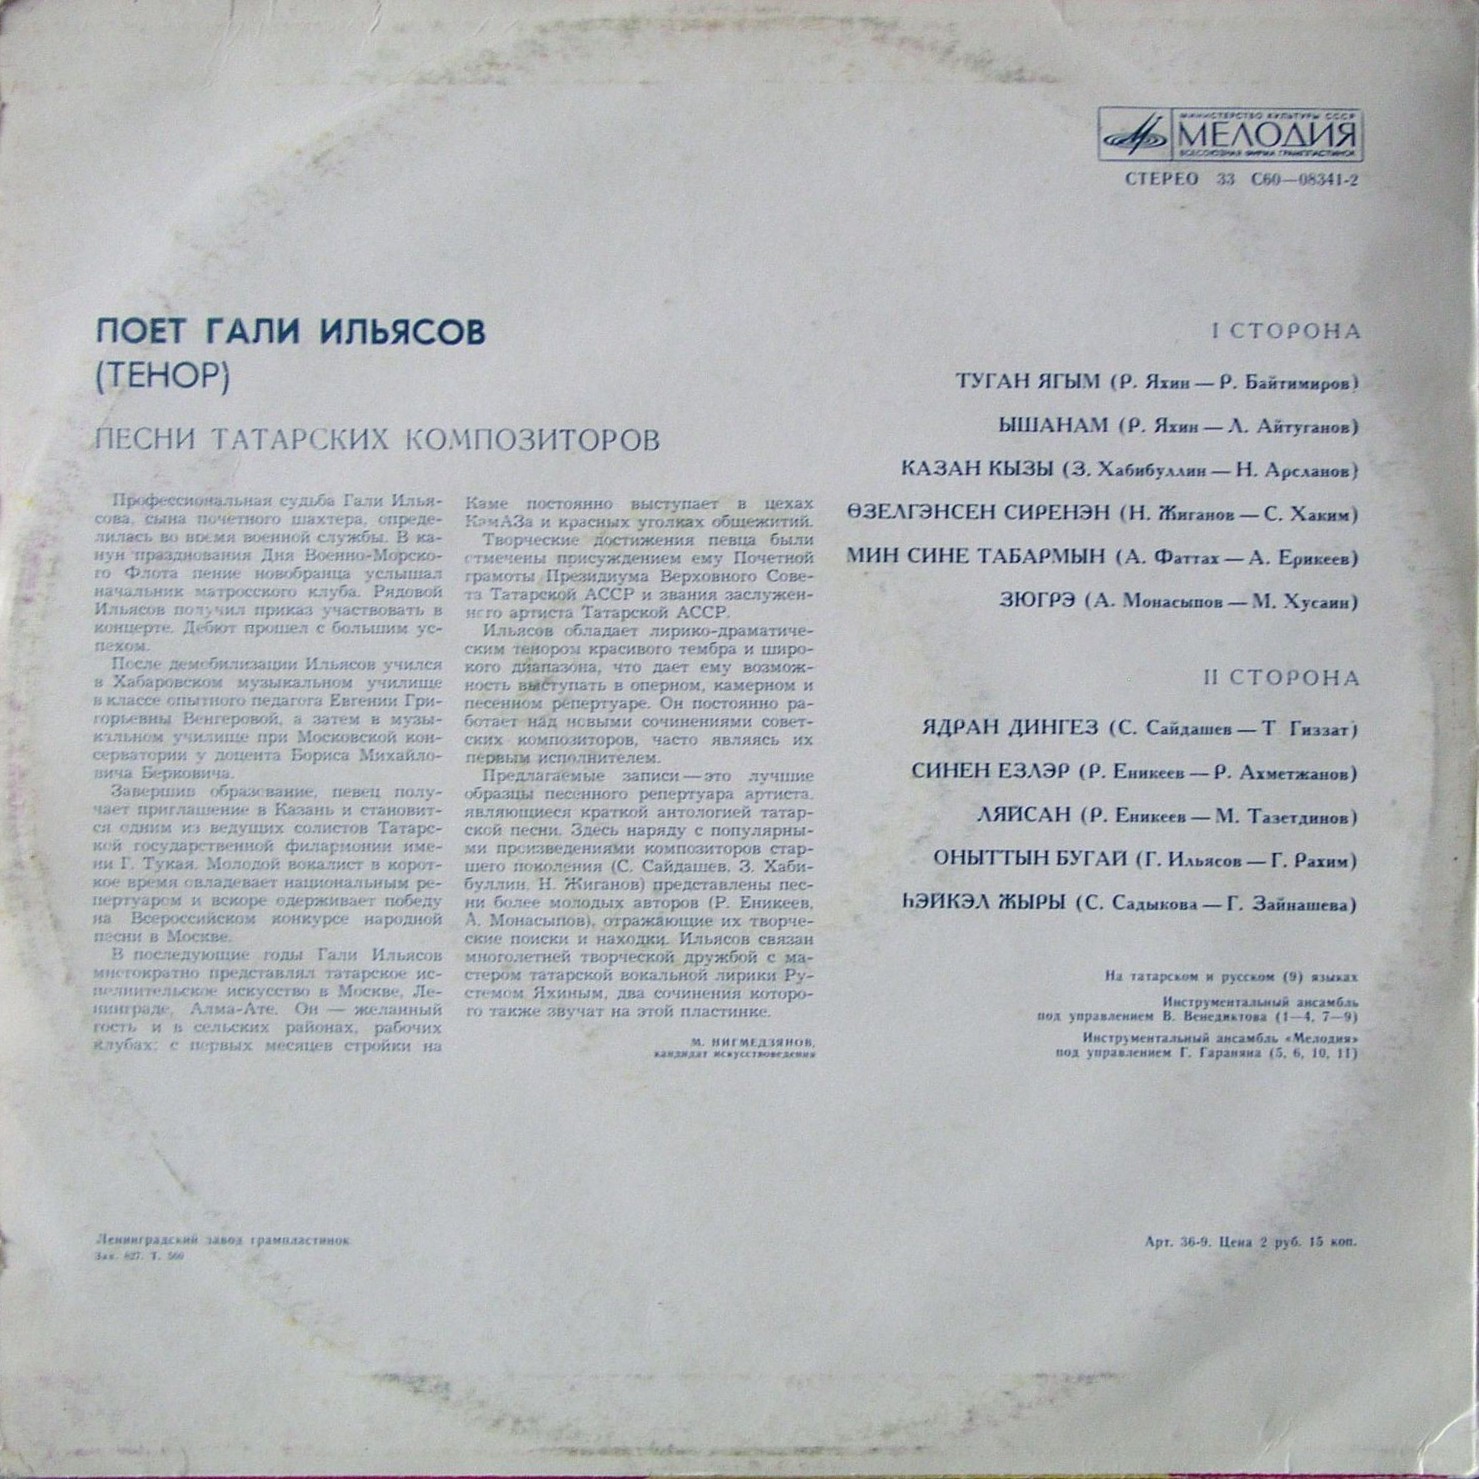 МИНИСТЕРСТВО КУЛЬТУРЫ СССР
МЕЛОДИЯ
ВСЕСОЮЗНАЯ ФИРМА ГРАМПЛАСТИНОК
СТЕРЕО 33 С60—08341-2
ПОЕТ ГАЛИ ИЛЬЯСОВ
(ТЕНОР)
ПЕСНИ ТАТАРСКИХ КОМПОЗИТОРОВ
Профессиональная судьба Гали Илья-
сова, сына почетного шахтера, опреде-
лилась во время военной службы. В ка-
нун празднования Дня Военно-Морско-
го Флота пение новобранца услышал
начальник матросского клуба. Рядовой
Ильясов получил приказ участвовать в
концерте. Дебют прошел с большим ус-
пехом.
После демобилизации Ильясов учился
в Хабаровском музыкальном училище
в классе опытного педагога Евгении Гри-
горьевны Венгеровой, а затем в музы-
кальном училище при Московской кон-
серватории у доцента Бориса Михайло-
вича Берковича.
Завершив образование, певец полу-
чает приглашение в Казань и становит-
ся одним из ведущих солистов Татарс-
кой государственной филармонии име-
ни Г. Тукая. Молодой вокалист в корот-
кое время овладевает национальным ре-
пертуаром и вскоре одерживает победу
на Всероссийском конкурсе народной
песни в Москве.
В последующие годы Гали Ильясов
многократно представлял татарское ис-
полнительское искусство в Москве, Ле-
нинграде, Алма-Ате. Он — желанный
гость и в сельских районах, рабочих
клубах; с первых месяцев стройки на
Каме постоянно выступает в цехах
КамАЗа и красных уголках общежитий.
Творческие достижения певца были
отмечены присуждением ему Почетной
грамоты Президиума Верховного Сове-
та Татарской АССР и звания заслужен-
ного артиста Татарской АССР.
Ильясов обладает лирико-драматиче-
ским тенором красивого тембра и широ-
кого диапазона, что дает ему возмож-
ность выступать в оперном, камерном и
песенном репертуаре. Он постоянно ра-
ботает над новыми сочинениями совет-
ских композиторов, часто являясь их
первым исполнителем.
Предлагаемые записи — это лучшие
образцы песенного репертуара артиста,
являющиеся краткой антологией татар-
ской песни. Здесь наряду с популярны-
ми произведениями композиторов стар-
шего поколения (С. Сайдашев, З. Хаби-
буллин, Н. Жиганов) представлены пес-
ни более молодых авторов (Р. Еникеев,
А. Монасыпов), отражающие их творче-
ские поиски и находки. Ильясов связан
многолетней творческой дружбой с ма-
стером татарской вокальной лирики Ру-
стемом Яхиным, два сочинения которо-
го также звучат на этой пластинке.
М. НИГМЕДЗЯНОВ,
кандидат искусствоведения
I СТОРОНА
ТУГАН ЯГЫМ (Р. Яхин — Р. Байтимиров)
ЫШАНАМ (Р. Яхин — Л. Айтуганов)
КАЗАН КЫЗЫ (З. Хабибуллин — Н. Арсланов)
ӨЗЕЛГЭНСЕН СИРЕНЭН (Н. Жиганов — С. Хаким)
МИН СИНЕ ТАБАРМЫН (А. Фаттах — А. Ерикеев)
ЗЮГРЭ (А. Монасыпов — М. Хусаин)
II СТОРОНА
ЯДРАН ДИНГЕЗ (С. Сайдашев — Т Гиззат)
СИНЕН ЕЗЛЭР (Р. Еникеев — Р. Ахметжанов)
ЛЯЙСАН (Р. Еникеев — М. Тазетдинов)
ОНЫТТЫН БУГАЙ (Г. Ильясов — Г. Рахим)
ҺЭЙКЭЛ ЖЫРЫ (С. Садыкова — Г. Зайнашева)
На татарском и русском (9) языках
Инструментальный ансамбль
под управлением В. Венедиктова (1—4, 7—9)
Инструментальный ансамбль «Мелодия»
под управлением Г. Гараняна (5, 6, 10, 11)
Ленинградский завод грампластинок
Зак. 827. Т. 500
Арт. 36-9. Цена 2 руб. 15 коп.